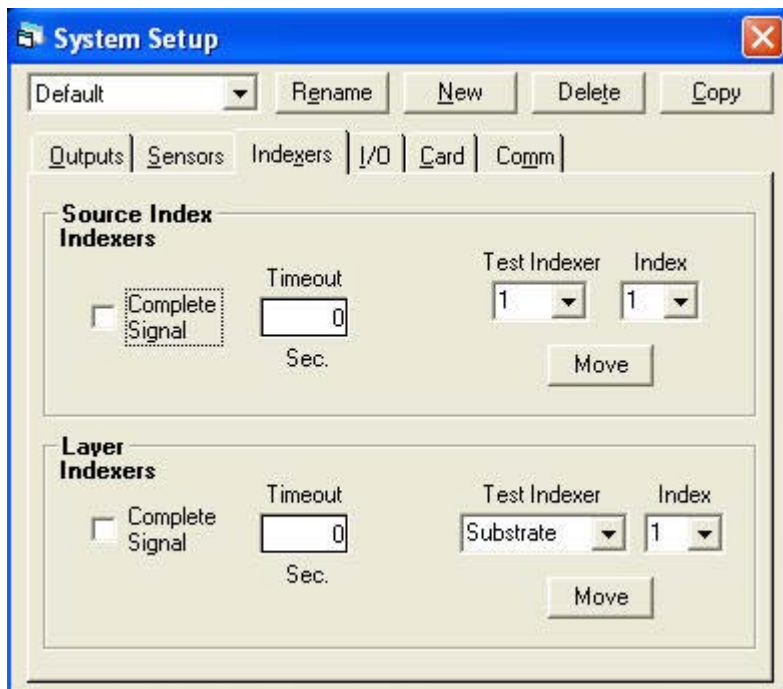 System Setup
Default Rename New Delete Copy
Outputs Sensors Indexers I/O Card Comm
Source Index
Indexers
Complete
Signal
Timeout
0
Sec.
Test Indexer Index
1 1
Move
Layer
Indexers
Complete
Signal
Timeout
0
Sec.
Test Indexer Index
Substrate 1
Move